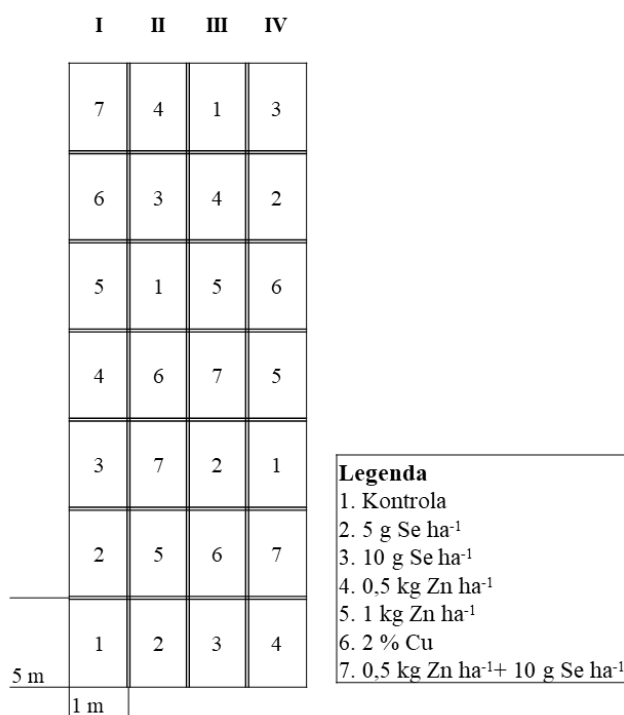 I II III IV
7 4 1 3
6 3 4 2
5 1 5 6
4 6 7 5
3 7 2 1
2 5 6 7
1 2 3 4
5 m
1 m
Legenda
1. Kontrola
2. 5 g Se ha⁻¹
3. 10 g Se ha⁻¹
4. 0,5 kg Zn ha⁻¹
5. 1 kg Zn ha⁻¹
6. 2 % Cu
7. 0,5 kg Zn ha⁻¹+ 10 g Se ha⁻¹